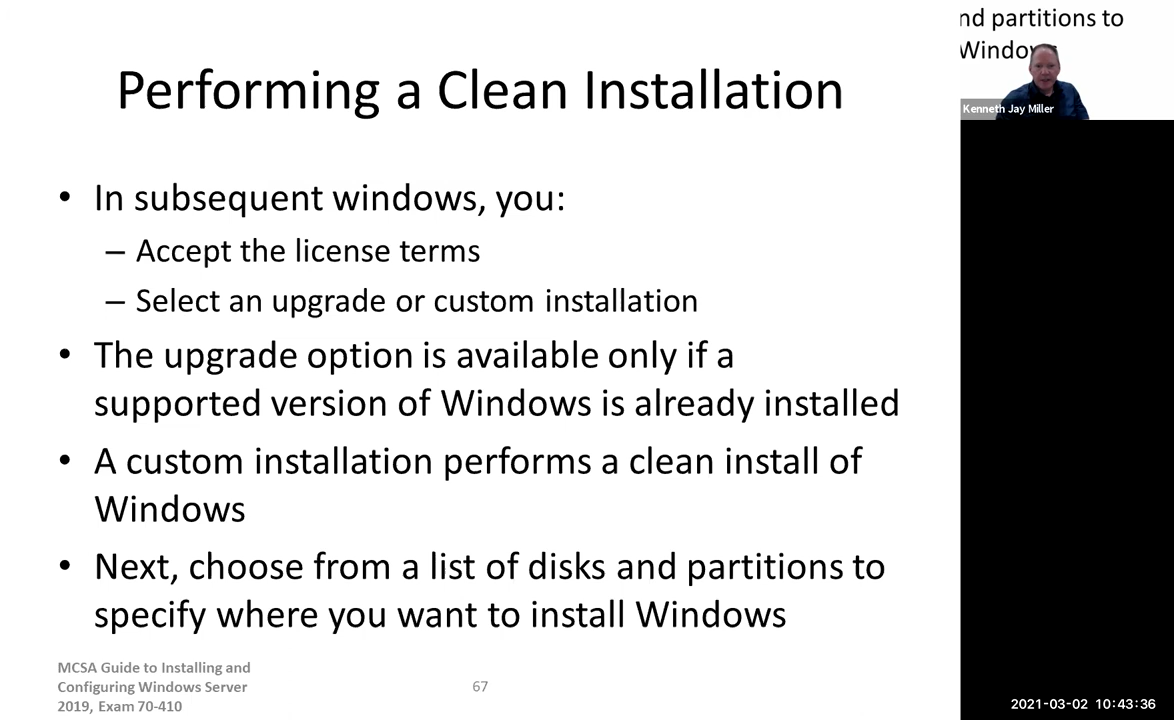 Performing a Clean Installation
• In subsequent windows, you:
– Accept the license terms
– Select an upgrade or custom installation
• The upgrade option is available only if a
supported version of Windows is already installed
• A custom installation performs a clean install of
Windows
• Next, choose from a list of disks and partitions to
specify where you want to install Windows
MCSA Guide to Installing and
Configuring Windows Server
2019, Exam 70-410
67
nd partitions to
Windows
Kenneth Jay Miller
2021-03-02 10:43:36